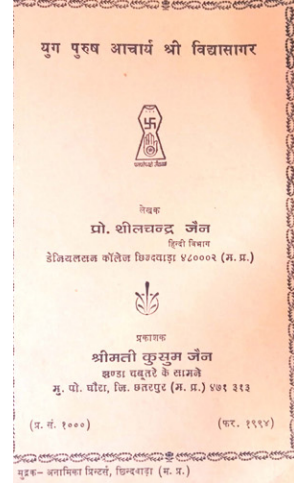 युग पुरुष आचार्य श्री विद्यासागर
लेखक
प्रो. शीलचन्द्र जैन
हिन्दी विभाग
डेनियलसन कॉलेज छिन्दवाड़ा ४८०००२ (म. प्र.)
प्रकाशक
श्रीमती कुसुम जैन
झण्डा चबूतरे के सामने
मु. पो. घौरा, जि. छतरपुर (म. प्र.) ४७१ ३१३
(प्र. सं. १०००) (फर. १९९४)
मुद्रक- अनामिका प्रिन्टर्स, छिन्दवाड़ा (म. प्र.)